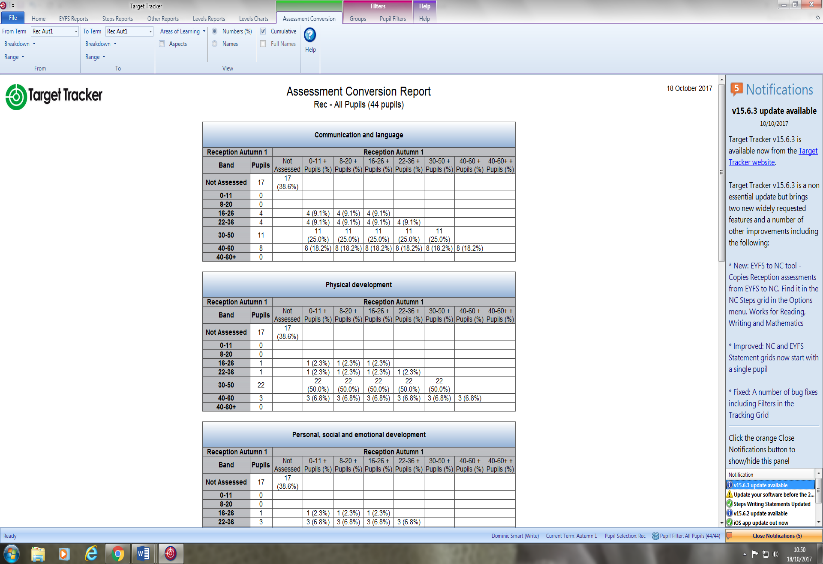 Target Tracker
Filters
Help
File Home EYFS Reports Steps Reports Other Reports Levels Reports Levels Charts Assessment Conversion Groups Pupil Filters Help
From Term Rec Aut1 To Term Rec Aut1 Areas of Learning Numbers (%) Cumulative
Breakdown Breakdown Aspects Names Full Names
Range Range Help
From To View
Target Tracker
Assessment Conversion Report
Rec - All Pupils (44 pupils)
18 October 2017
Communication and language
Reception Autumn 1 Reception Autumn 1
Band Pupils Not Assessed 0-11 + Pupils (%) 8-20 + Pupils (%) 16-26 + Pupils (%) 22-36 + Pupils (%) 30-50 + Pupils (%) 40-60 + Pupils (%) 40-60+ + Pupils (%)
Not Assessed 17 17 (38.6%)
0-11 0
8-20 0
16-26 4 4 (9.1%) 4 (9.1%) 4 (9.1%)
22-36 4 4 (9.1%) 4 (9.1%) 4 (9.1%) 4 (9.1%)
30-50 11 11 (25.0%) 11 (25.0%) 11 (25.0%) 11 (25.0%) 11 (25.0%)
40-60 8 8 (18.2%) 8 (18.2%) 8 (18.2%) 8 (18.2%) 8 (18.2%) 8 (18.2%)
40-60+ 0
Physical development
Reception Autumn 1 Reception Autumn 1
Band Pupils Not Assessed 0-11 + Pupils (%) 8-20 + Pupils (%) 16-26 + Pupils (%) 22-36 + Pupils (%) 30-50 + Pupils (%) 40-60 + Pupils (%) 40-60+ + Pupils (%)
Not Assessed 17 17 (38.6%)
0-11 0
8-20 0
16-26 1 1 (2.3%) 1 (2.3%) 1 (2.3%)
22-36 1 1 (2.3%) 1 (2.3%) 1 (2.3%) 1 (2.3%)
30-50 22 22 (50.0%) 22 (50.0%) 22 (50.0%) 22 (50.0%) 22 (50.0%)
40-60 3 3 (6.8%) 3 (6.8%) 3 (6.8%) 3 (6.8%) 3 (6.8%) 3 (6.8%)
40-60+ 0
Personal, social and emotional development
Reception Autumn 1 Reception Autumn 1
Band Pupils Not Assessed 0-11 + Pupils (%) 8-20 + Pupils (%) 16-26 + Pupils (%) 22-36 + Pupils (%) 30-50 + Pupils (%) 40-60 + Pupils (%) 40-60+ + Pupils (%)
Not Assessed 17 17 (38.6%)
0-11 0
8-20 0
16-26 1 1 (2.3%) 1 (2.3%) 1 (2.3%)
22-36 3 3 (6.8%) 3 (6.8%) 3 (6.8%) 3 (6.8%)
5 Notifications
v15.6.3 update available
10/10/2017
Target Tracker v15.6.3 is
available now from the Target
Tracker website.
Target Tracker v15.6.3 is a non
essential update but brings
two new widely requested
features and a number of
other improvements including
the following:
* New: EYFS to NC tool -
Copies Reception assessments
from EYFS to NC. Find it in the
NC Steps grid in the Options
menu. Works for Reading,
Writing and Mathematics
* Improved: NC and EYFS
Statement grids now start with
a single pupil
* Fixed: A number of bug fixes
including Filters in the
Tracking Grid
Click the orange Close
Notifications button to
show/hide this panel
Notification
v15.6.3 update available
Update your software before the 2...
Steps Writing Statements Updated
v15.6.2 update available
iOS app update out now
Ready Dominic Smart (Write) Current Term: Autumn 1 Pupil Selection: Rec Pupil Filter: All Pupils (44/44) Close Notifications (5)
10:50
18/10/2017